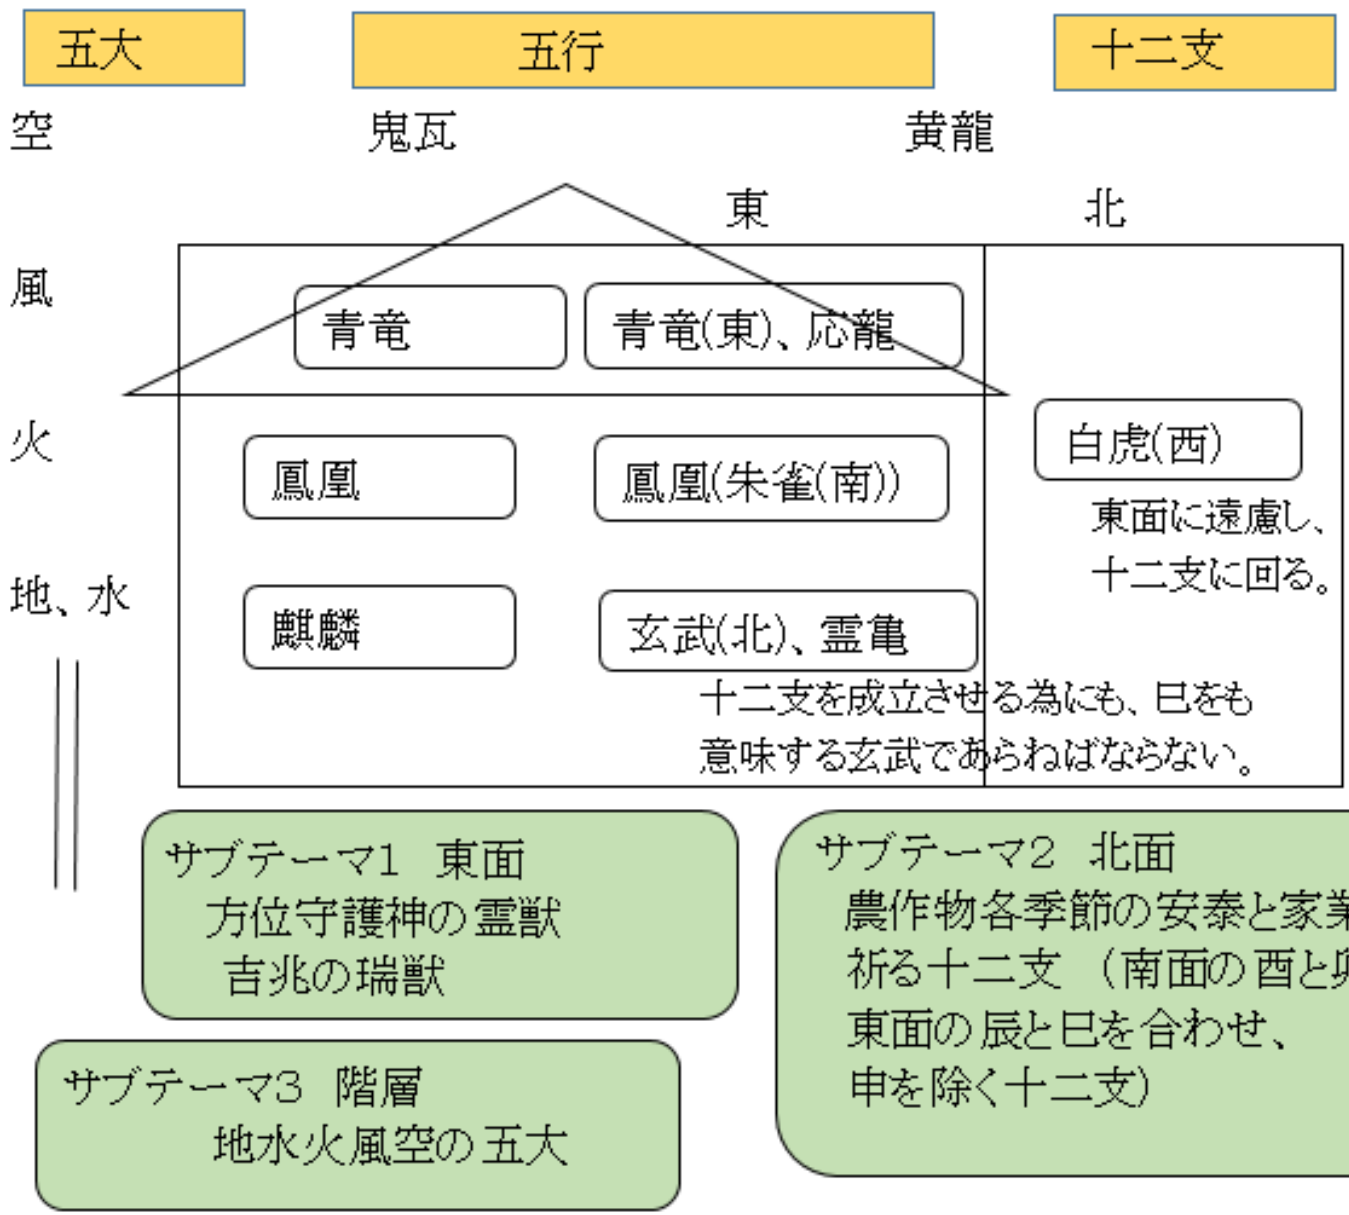 五大
五行
十二支
空
鬼瓦
黄龍
東
北
風
青竜
青竜(東)、応龍
火
鳳凰
鳳凰(朱雀(南))
白虎(西)
東面に遠慮し、
十二支に回る。
地、水
麒麟
玄武(北)、霊亀
十二支を成立させる為にも、巳をも
意味する玄武であらねばならない。
サブテーマ1 東面
方位守護神の霊獣
吉兆の瑞獣
サブテーマ2 北面
農作物各季節の安泰と家業
祈る十二支 (南面の酉と卯
東面の辰と巳を合わせ、
申を除く十二支)
サブテーマ3 階層
地水火風空の五大